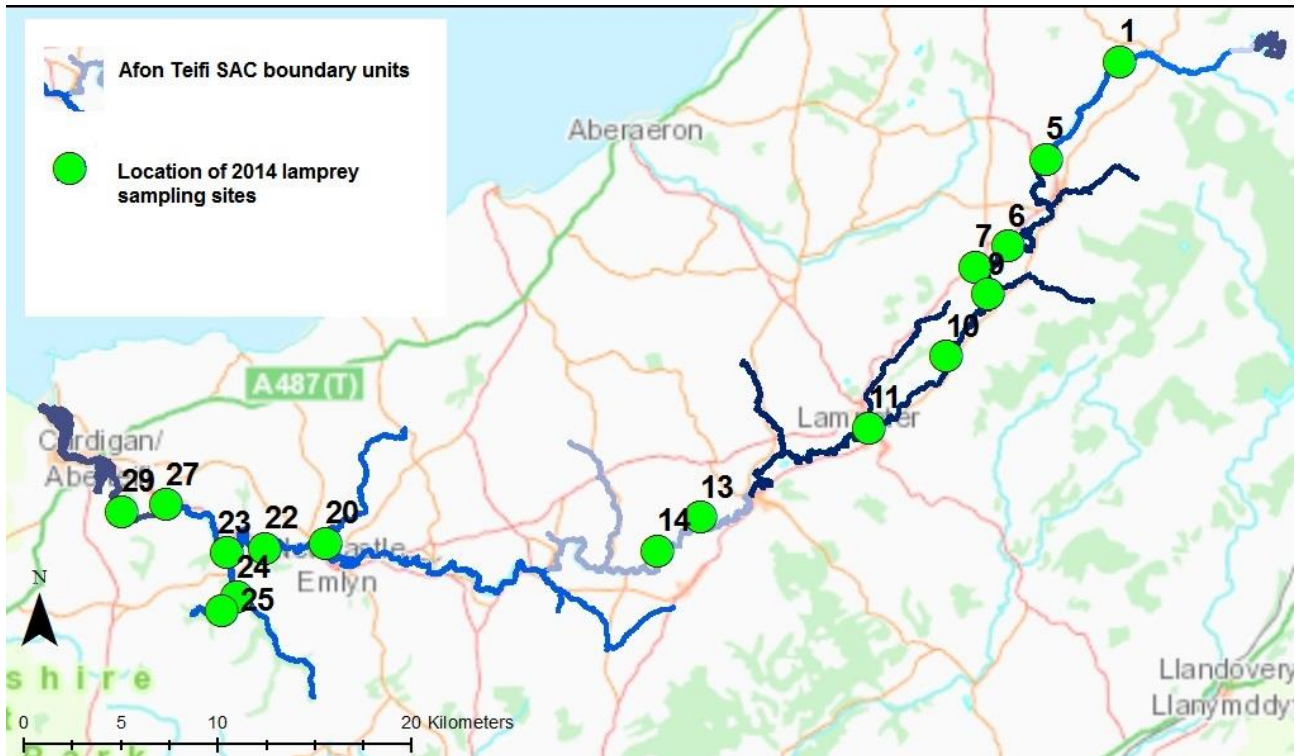 Afon Teifi SAC boundary units
Location of 2014 lamprey
sampling sites
1
Aberaeron
5
6
7
9
10
A487(T)
11
Cardigan/
29
27
13
23
22
20
14
24
Emlyn
25
N
shire
Llandovery
0 5 10 20 Kilometers